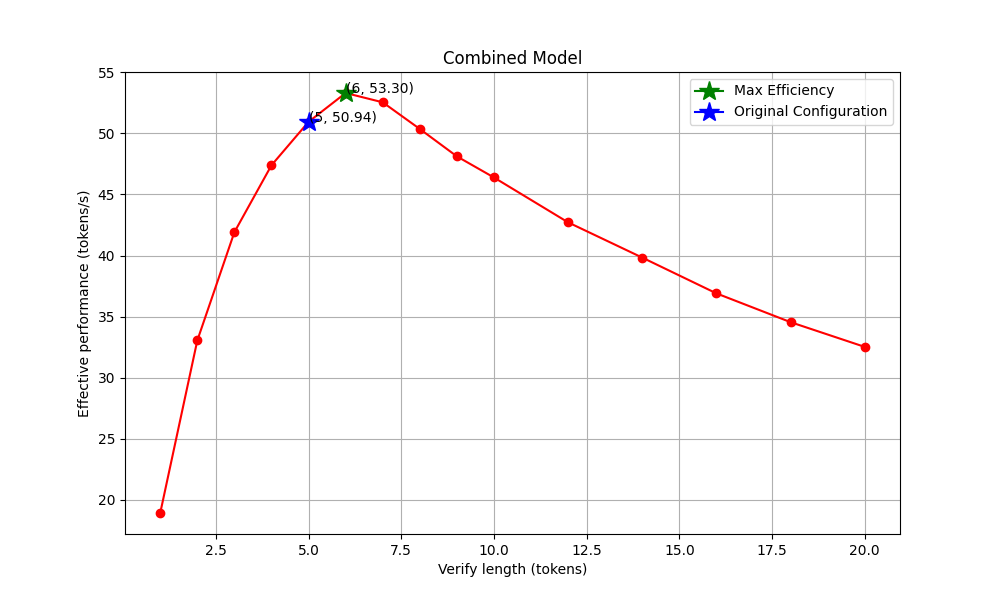 Combined Model
55
50
45
40
35
30
25
20
Effective performance (tokens/s)
(6, 53.30)
(5, 50.94)
Max Efficiency
Original Configuration
2.5 5.0 7.5 10.0 12.5 15.0 17.5 20.0
Verify length (tokens)